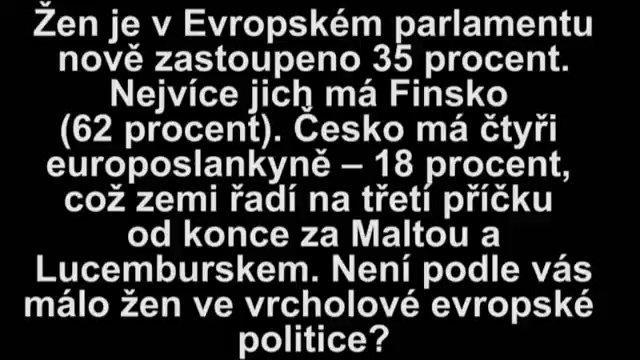 Žen je v Evropském parlamentu
nově zastoupeno 35 procent.
Nejvíce jich má Finsko
(62 procent). Česko má čtyři
europoslankyně – 18 procent,
což zemi řadí na třetí příčku
od konce za Maltou a
Lucemburskem. Není podle vás
málo žen ve vrcholové evropské
politice?